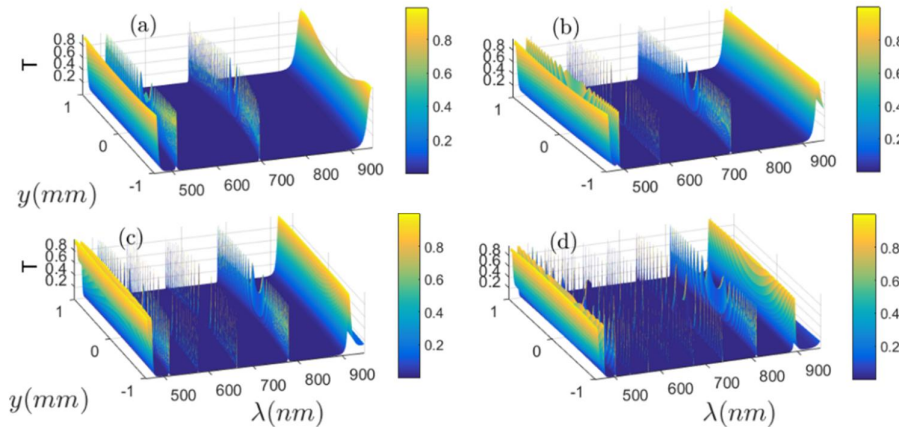 (a) (b)
T 0.8 0.6 0.4 0.2 0.8 0.6 0.4 0.2 0.8 0.6 0.4 0.2 0.8 0.6 0.4 0.2
1 0 -1 500 600 700 800 900 1 0 -1 500 600 700 800 900
y(mm)
(c) (d)
T 0.8 0.6 0.4 0.2 0.8 0.6 0.4 0.2 0.8 0.6 0.4 0.2 0.8 0.6 0.4 0.2
1 0 -1 500 600 700 800 900 1 0 -1 500 600 700 800 900
y(mm) λ(nm) λ(nm)